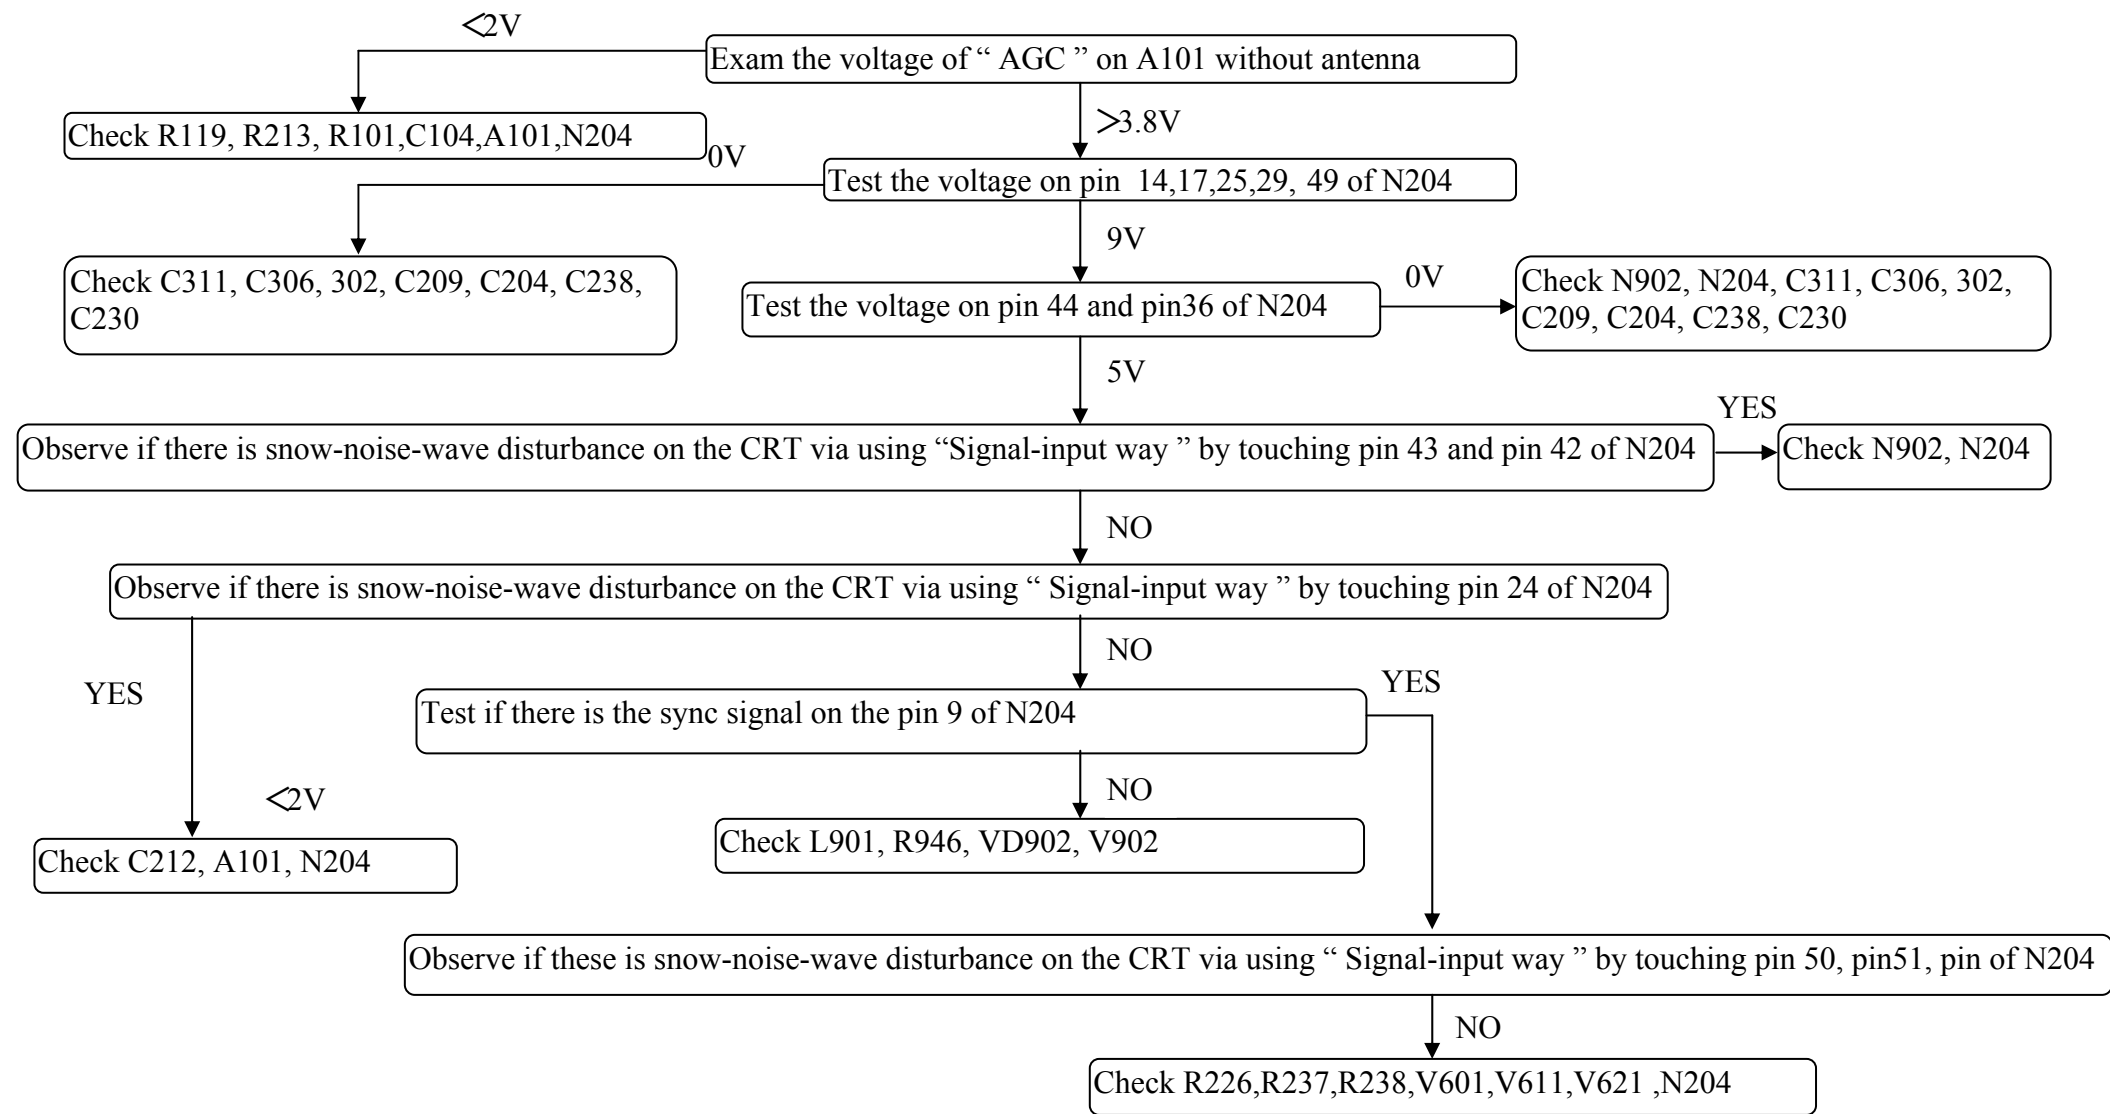 <2V
Exam the voltage of “ AGC ” on A101 without antenna
Check R119, R213, R101,C104,A101,N204
>3.8V
0V
Test the voltage on pin 14,17,25,29, 49 of N204
9V
Check C311, C306, 302, C209, C204, C238,
C230
Test the voltage on pin 44 and pin36 of N204
0V
Check N902, N204, C311, C306, 302,
C209, C204, C238, C230
5V
YES
Observe if there is snow-noise-wave disturbance on the CRT via using “Signal-input way ” by touching pin 43 and pin 42 of N204
Check N902, N204
NO
Observe if there is snow-noise-wave disturbance on the CRT via using “ Signal-input way ” by touching pin 24 of N204
NO
YES
YES
Test if there is the sync signal on the pin 9 of N204
NO
<2V
Check L901, R946, VD902, V902
Check C212, A101, N204
Observe if these is snow-noise-wave disturbance on the CRT via using “ Signal-input way ” by touching pin 50, pin51, pin of N204
NO
Check R226,R237,R238,V601,V611,V621 ,N204